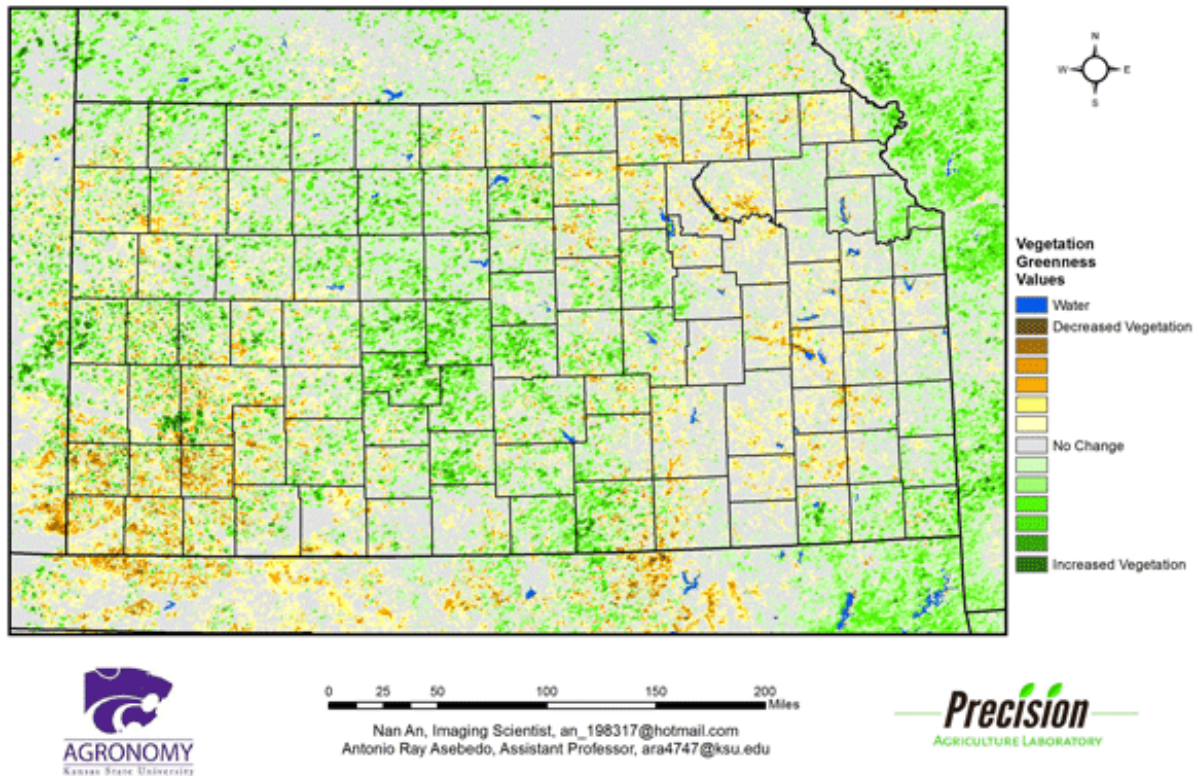 N
W E
S
Vegetation
Greenness
Values
Water
Decreased Vegetation
No Change
Increased Vegetation
0 25 50 100 150 200
Miles
Nan An, Imaging Scientist, an_198317@hotmail.com
Antonio Ray Asebedo, Assistant Professor, ara4747@ksu.edu
AGRONOMY
Kansas State University
Precision
AGRICULTURE LABORATORY